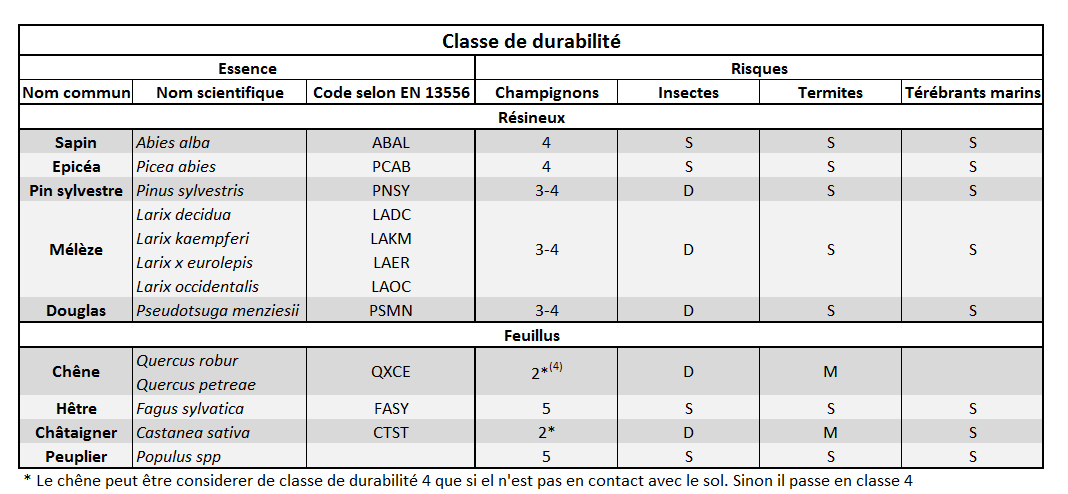 Classe de durabilité
Essence Risques
Nom commun Nom scientifique Code selon EN 13556 Champignons Insectes Termites Térébrants marins
Résineux
Sapin Abies alba ABAL 4 S S S
Epicéa Picea abies PCAB 4 S S S
Pin sylvestre Pinus sylvestris PNSY 3-4 D S S
Larix decidua LADC
Larix kaempferi LAKM
Mélèze 3-4 D S S
Larix x eurolepis LAER
Larix occidentalis LAOC
Douglas Pseudotsuga menziesii PSMN 3-4 D S S
Feuillus
Quercus robur
Chêne QXCE 2*(4) D M
Quercus petreae
Hêtre Fagus sylvatica FASY 5 S S S
Châtaigner Castanea sativa CTST 2* D M S
Peuplier Populus spp 5 S S S
* Le chêne peut être considerer de classe de durabilité 4 que si el n'est pas en contact avec le sol. Sinon il passe en classe 4